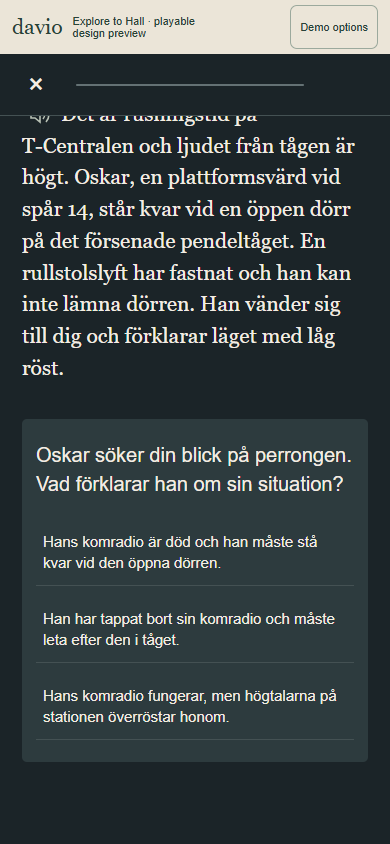 davio
Explore to Hall · playable
design preview
Demo options
×
Det är rusningstid på
T-Centralen och ljudet från tågen är
högt. Oskar, en plattformsvärd vid
spår 14, står kvar vid en öppen dörr
på det försenade pendeltåget. En
rullstolslyft har fastnat och han kan
inte lämna dörren. Han vänder sig
till dig och förklarar läget med låg
röst.
Oskar söker din blick på perrongen.
Vad förklarar han om sin situation?
Hans komradio är död och han måste stå
kvar vid den öppna dörren.
Han har tappat bort sin komradio och måste
leta efter den i tåget.
Hans komradio fungerar, men högtalarna på
stationen överröstar honom.